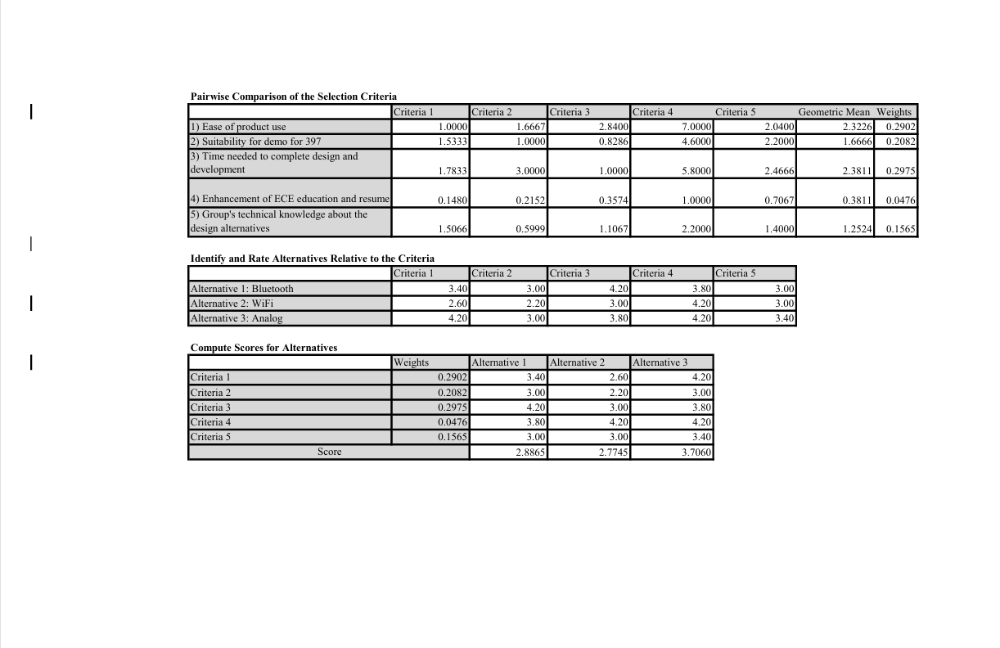 Pairwise Comparison of the Selection Criteria
Criteria 1 Criteria 2 Criteria 3 Criteria 4 Criteria 5 Geometric Mean Weights
1) Ease of product use 1.0000 1.6667 2.8400 7.0000 2.0400 2.3226 0.2902
2) Suitability for demo for 397 1.5333 1.0000 0.8286 4.6000 2.2000 1.6666 0.2082
3) Time needed to complete design and
development 1.7833 3.0000 1.0000 5.8000 2.4666 2.3811 0.2975
4) Enhancement of ECE education and resume 0.1480 0.2152 0.3574 1.0000 0.7067 0.3811 0.0476
5) Group's technical knowledge about the
design alternatives 1.5066 0.5999 1.1067 2.2000 1.4000 1.2524 0.1565
Identify and Rate Alternatives Relative to the Criteria
Criteria 1 Criteria 2 Criteria 3 Criteria 4 Criteria 5
Alternative 1: Bluetooth 3.40 3.00 4.20 3.80 3.00
Alternative 2: WiFi 2.60 2.20 3.00 4.20 3.00
Alternative 3: Analog 4.20 3.00 3.80 4.20 3.40
Compute Scores for Alternatives
Weights Alternative 1 Alternative 2 Alternative 3
Criteria 1 0.2902 3.40 2.60 4.20
Criteria 2 0.2082 3.00 2.20 3.00
Criteria 3 0.2975 4.20 3.00 3.80
Criteria 4 0.0476 3.80 4.20 4.20
Criteria 5 0.1565 3.00 3.00 3.40
Score 2.8865 2.7745 3.7060